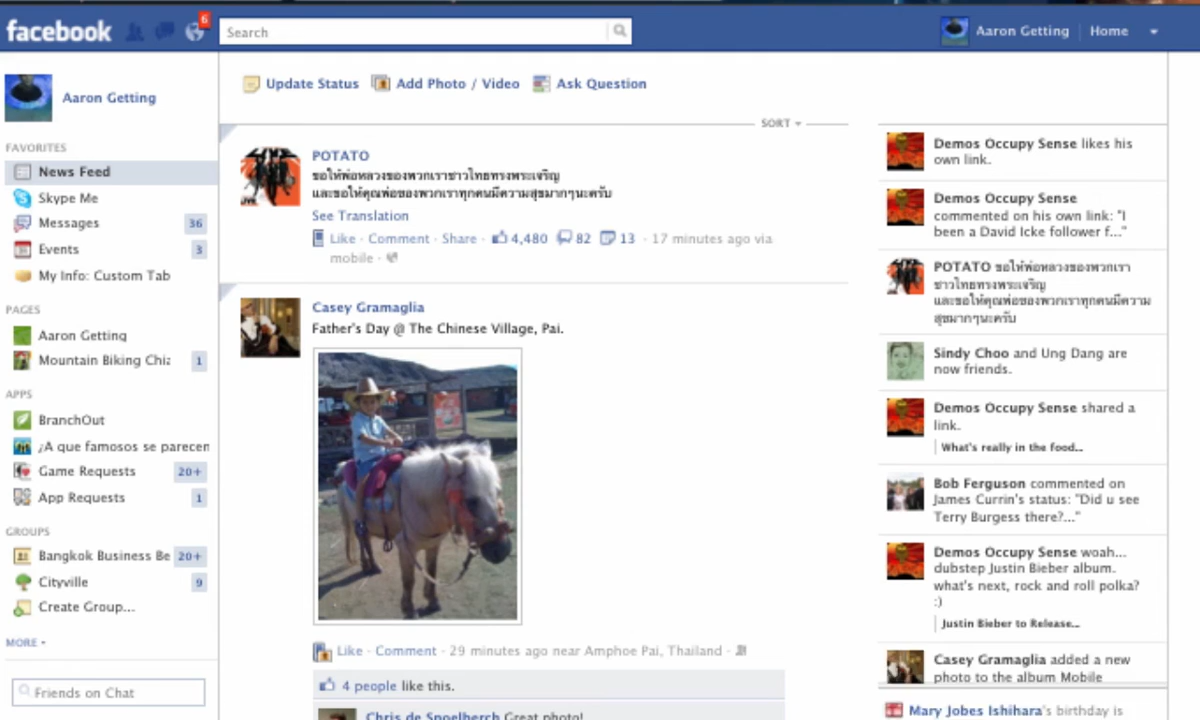 facebook
6
Search
Aaron Getting
Home
Aaron Getting
FAVORITES
News Feed
Skype Me
Messages 36
Events 3
My Info: Custom Tab
PAGES
Aaron Getting
Mountain Biking Chia 1
APPS
BranchOut
¿A que famosos se parecen
Game Requests 20+
App Requests 1
GROUPS
Bangkok Business Be 20+
Cityville 9
Create Group...
MORE
Friends on Chat
Update Status Add Photo / Video Ask Question
SORT
POTATO
ขอให้พ่อหลวงของพวกเราชาวไทยทรงพระเจริญ
และขอให้คุณพ่อของพวกเราทุกคนมีความสุขมากๆนะครับ
See Translation
Like · Comment · Share · 4,480 82 13 · 17 minutes ago via
mobile ·
Casey Gramaglia
Father's Day @ The Chinese Village, Pai.
Like · Comment · 29 minutes ago near Amphoe Pai, Thailand ·
4 people like this.
Chris de Spoelberch Great photo!
Demos Occupy Sense likes his
own link.
Demos Occupy Sense
commented on his own link: "I
been a David Icke follower f..."
POTATO ขอให้พ่อหลวงของพวกเรา
ชาวไทยทรงพระเจริญ
และขอให้คุณพ่อของพวกเราทุกคนมีความ
สุขมากๆนะครับ
Sindy Choo and Ung Dang are
now friends.
Demos Occupy Sense shared a
link.
What's really in the food...
Bob Ferguson commented on
James Currin's status: "Did u see
Terry Burgess there?..."
Demos Occupy Sense woah...
dubstep Justin Bieber album.
what's next, rock and roll polka?
:)
Justin Bieber to Release...
Casey Gramaglia added a new
photo to the album Mobile
Mary Jobes Ishihara's birthday is